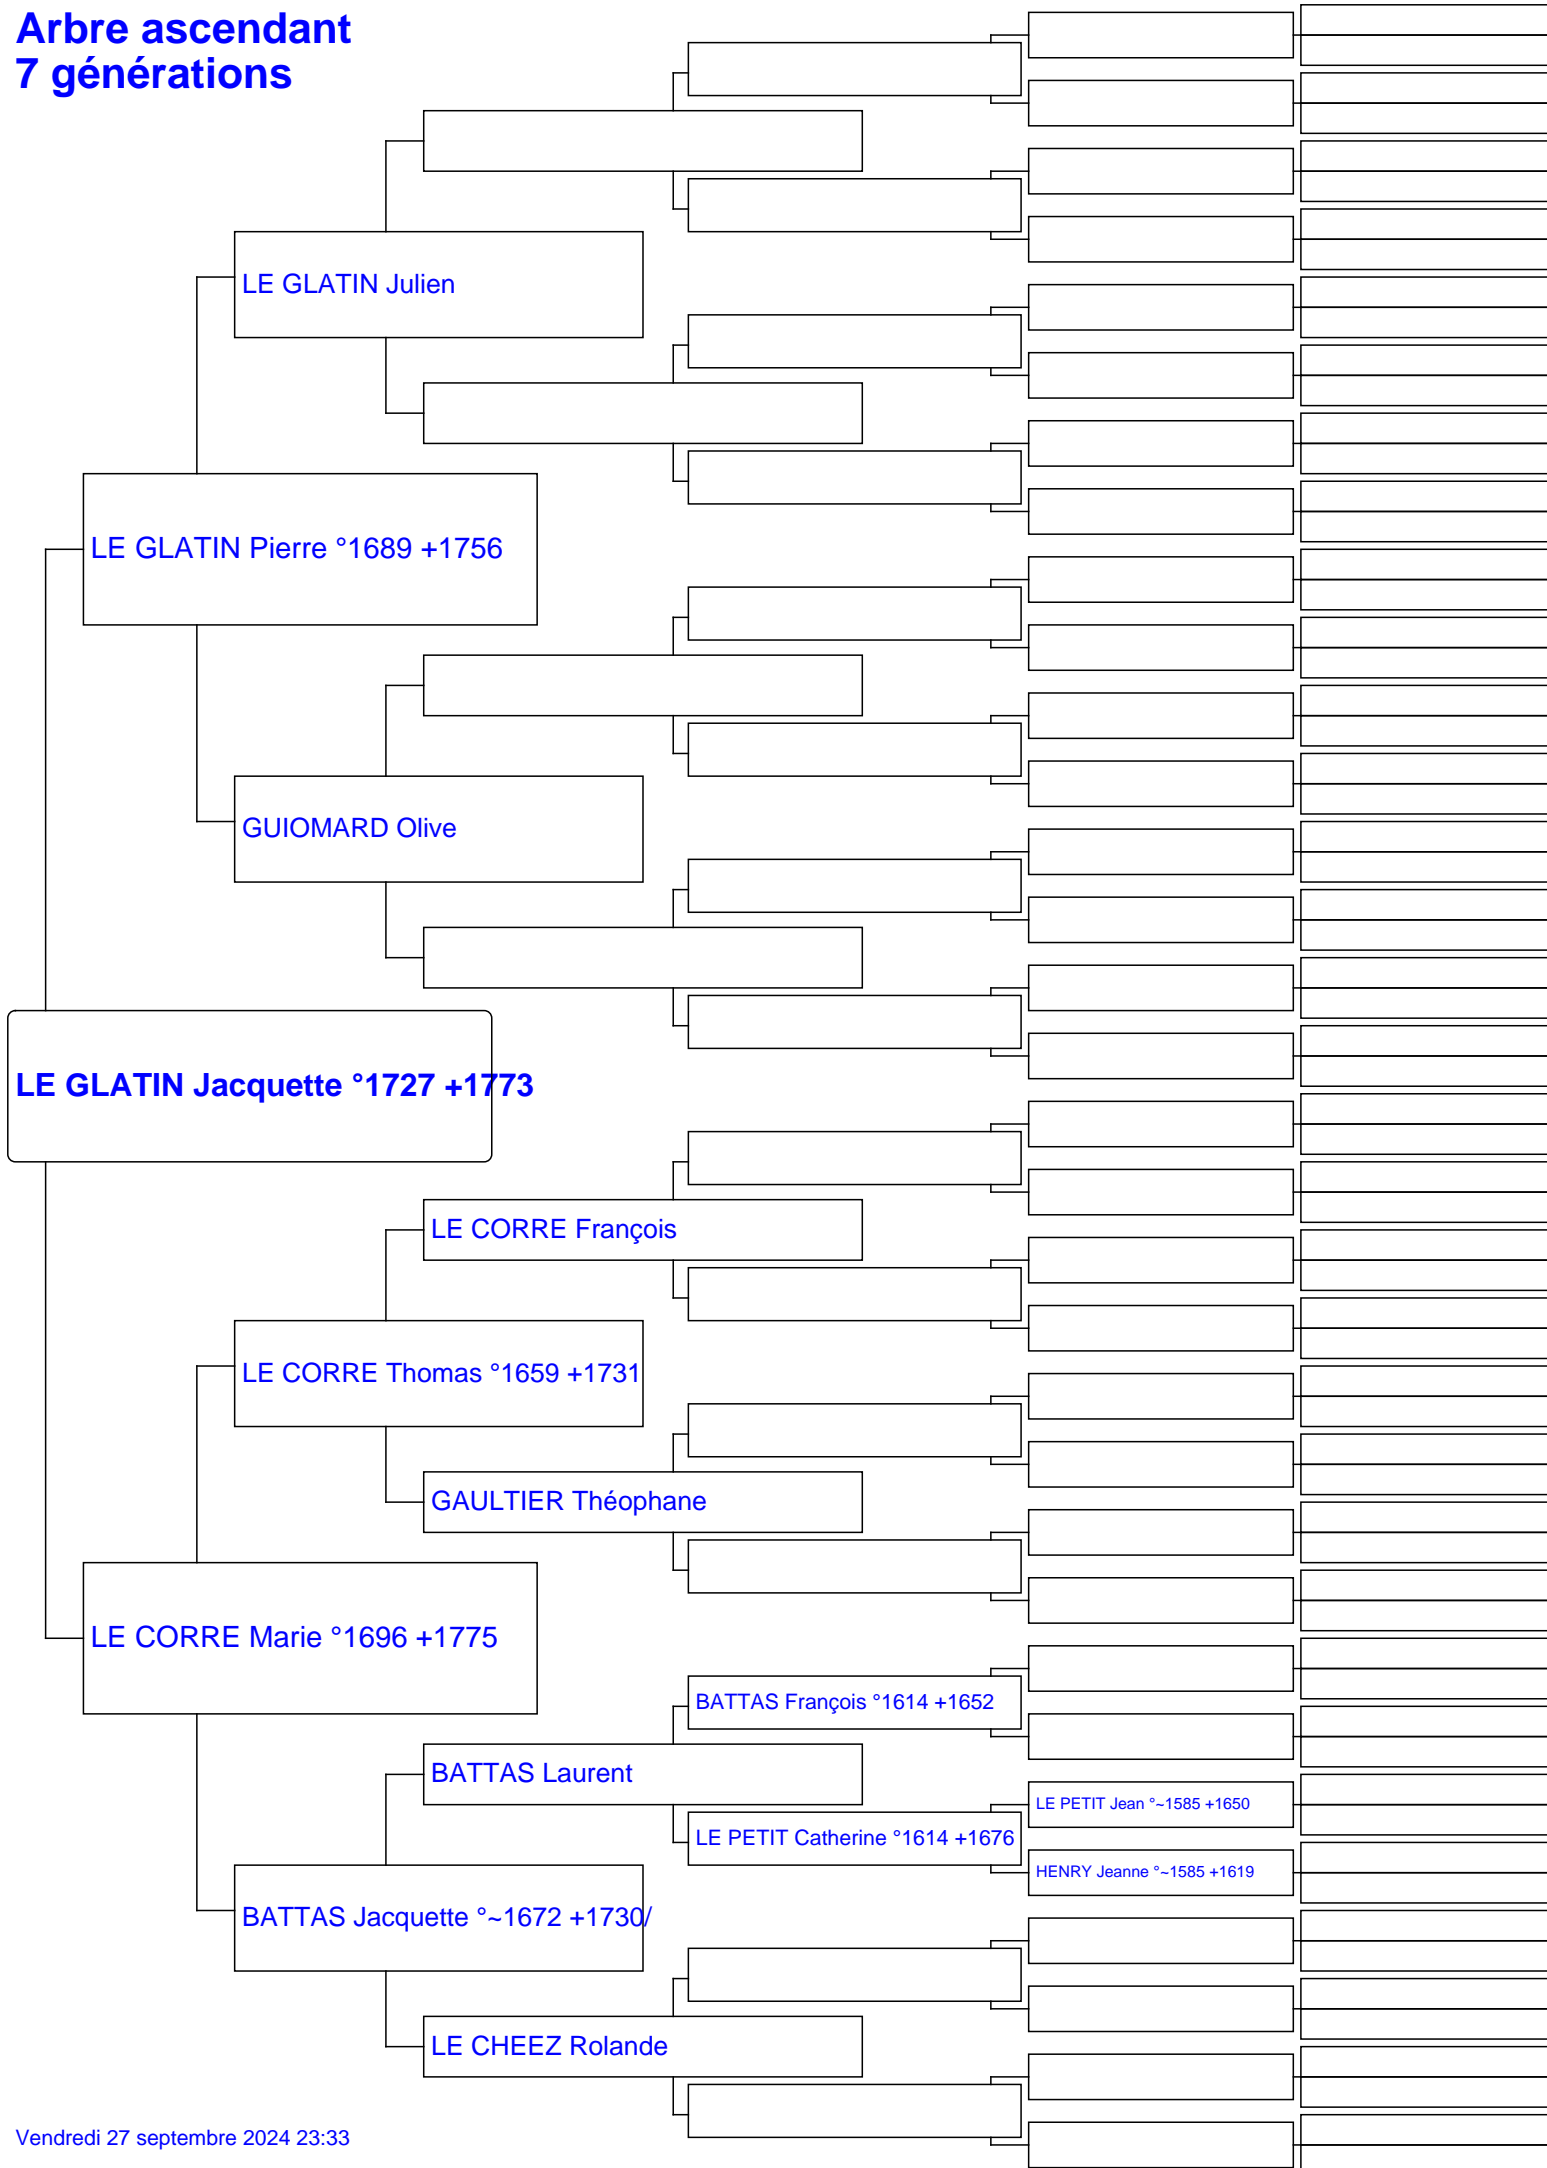 Arbre ascendant
7 générations
LE GLATIN Julien
LE GLATIN Pierre °1689 +1756
GUIOMARD Olive
LE GLATIN Jacquette °1727 +1773
LE CORRE François
LE CORRE Thomas °1659 +1731
GAULTIER Théophane
LE CORRE Marie °1696 +1775
BATTAS François °1614 +1652
BATTAS Laurent
LE PETIT Jean °~1585 +1650
LE PETIT Catherine °1614 +1676
HENRY Jeanne °~1585 +1619
BATTAS Jacquette °~1672 +1730/
LE CHEEZ Rolande
Vendredi 27 septembre 2024 23:33